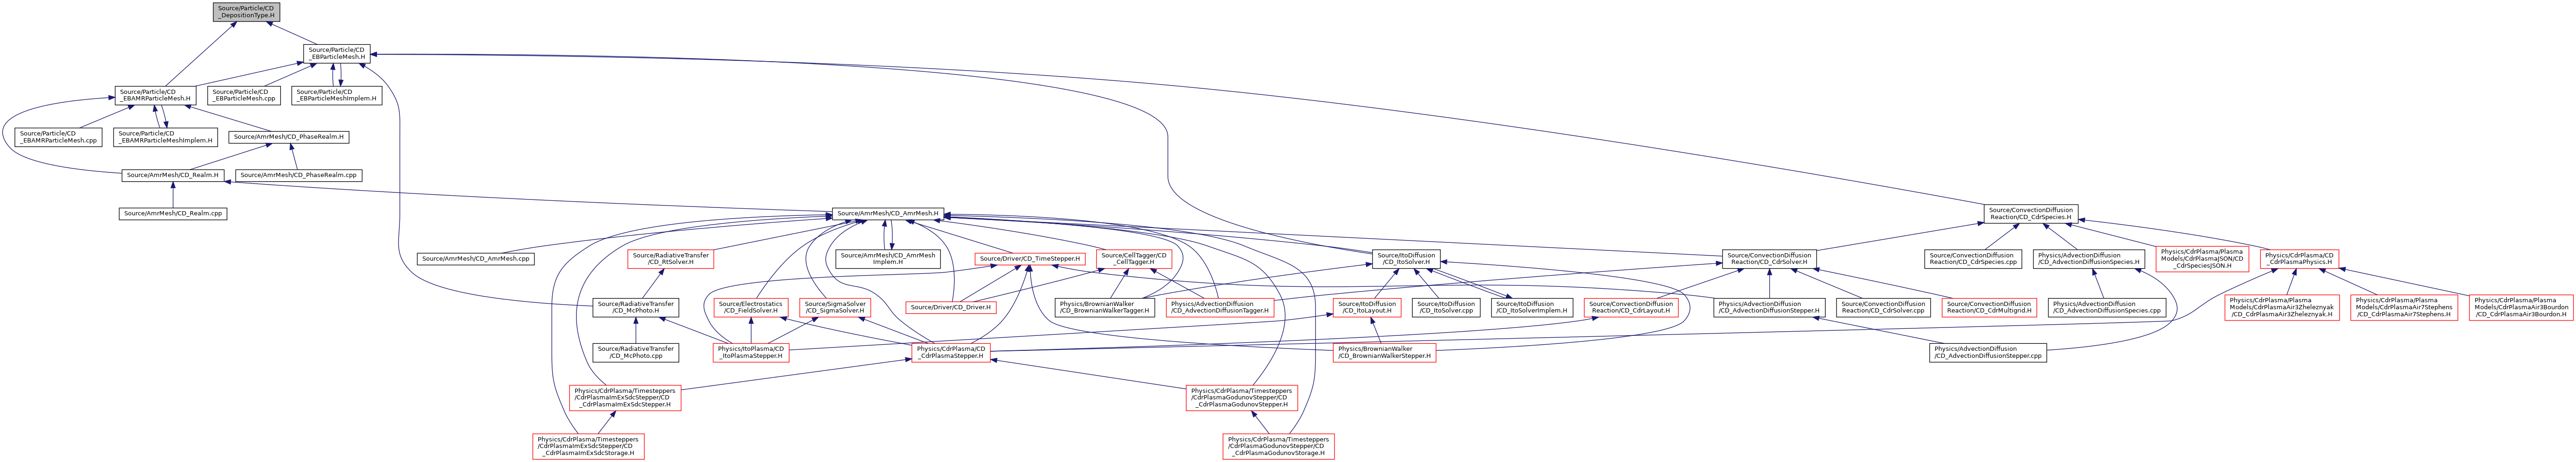 Source/Particle/CD
_DepositionType.H
Source/Particle/CD
_EBParticleMesh.H
Source/Particle/CD
_EBAMRParticleMesh.H
Source/Particle/CD
_EBParticleMesh.cpp
Source/Particle/CD
_EBParticleMeshImplem.H
Source/Particle/CD
_EBAMRParticleMesh.cpp
Source/Particle/CD
_EBAMRParticleMeshImplem.H
Source/AmrMesh/CD_PhaseRealm.H
Source/AmrMesh/CD_Realm.H
Source/AmrMesh/CD_PhaseRealm.cpp
Source/AmrMesh/CD_Realm.cpp
Source/AmrMesh/CD_AmrMesh.H
Source/ConvectionDiffusion
Reaction/CD_CdrSpecies.H
Source/AmrMesh/CD_AmrMesh.cpp
Source/RadiativeTransfer
/CD_RtSolver.H
Source/AmrMesh/CD_AmrMesh
Implem.H
Source/Driver/CD_TimeStepper.H
Source/CellTagger/CD
_CellTagger.H
Source/ItoDiffusion
/CD_ItoSolver.H
Source/ConvectionDiffusion
Reaction/CD_CdrSolver.H
Source/ConvectionDiffusion
Reaction/CD_CdrSpecies.cpp
Physics/AdvectionDiffusion
/CD_AdvectionDiffusionSpecies.H
Physics/CdrPlasma/Plasma
Models/CdrPlasmaJSON/CD
_CdrSpeciesJSON.H
Physics/CdrPlasma/CD
_CdrPlasmaPhysics.H
Source/RadiativeTransfer
/CD_McPhoto.H
Source/Electrostatics
/CD_FieldSolver.H
Source/SigmaSolver
/CD_SigmaSolver.H
Source/Driver/CD_Driver.H
Physics/BrownianWalker
/CD_BrownianWalkerTagger.H
Physics/AdvectionDiffusion
/CD_AdvectionDiffusionTagger.H
Source/ItoDiffusion
/CD_ItoLayout.H
Source/ItoDiffusion
/CD_ItoSolver.cpp
Source/ItoDiffusion
/CD_ItoSolverImplem.H
Source/ConvectionDiffusion
Reaction/CD_CdrLayout.H
Physics/AdvectionDiffusion
/CD_AdvectionDiffusionStepper.H
Source/ConvectionDiffusion
Reaction/CD_CdrSolver.cpp
Source/ConvectionDiffusion
Reaction/CD_CdrMultigrid.H
Physics/AdvectionDiffusion
/CD_AdvectionDiffusionSpecies.cpp
Physics/CdrPlasma/Plasma
Models/CdrPlasmaAir3Zheleznyak
/CD_CdrPlasmaAir3Zheleznyak.H
Physics/CdrPlasma/Plasma
Models/CdrPlasmaAir7Stephens
/CD_CdrPlasmaAir7Stephens.H
Physics/CdrPlasma/Plasma
Models/CdrPlasmaAir3Bourdon
/CD_CdrPlasmaAir3Bourdon.H
Source/RadiativeTransfer
/CD_McPhoto.cpp
Physics/ItoPlasma/CD
_ItoPlasmaStepper.H
Physics/CdrPlasma/CD
_CdrPlasmaStepper.H
Physics/BrownianWalker
/CD_BrownianWalkerStepper.H
Physics/AdvectionDiffusion
/CD_AdvectionDiffusionStepper.cpp
Physics/CdrPlasma/Timesteppers
/CdrPlasmaImExSdcStepper/CD
_CdrPlasmaImExSdcStepper.H
Physics/CdrPlasma/Timesteppers
/CdrPlasmaGodunovStepper/CD
_CdrPlasmaGodunovStepper.H
Physics/CdrPlasma/Timesteppers
/CdrPlasmaImExSdcStepper/CD
_CdrPlasmaImExSdcStorage.H
Physics/CdrPlasma/Timesteppers
/CdrPlasmaGodunovStepper/CD
_CdrPlasmaGodunovStorage.H